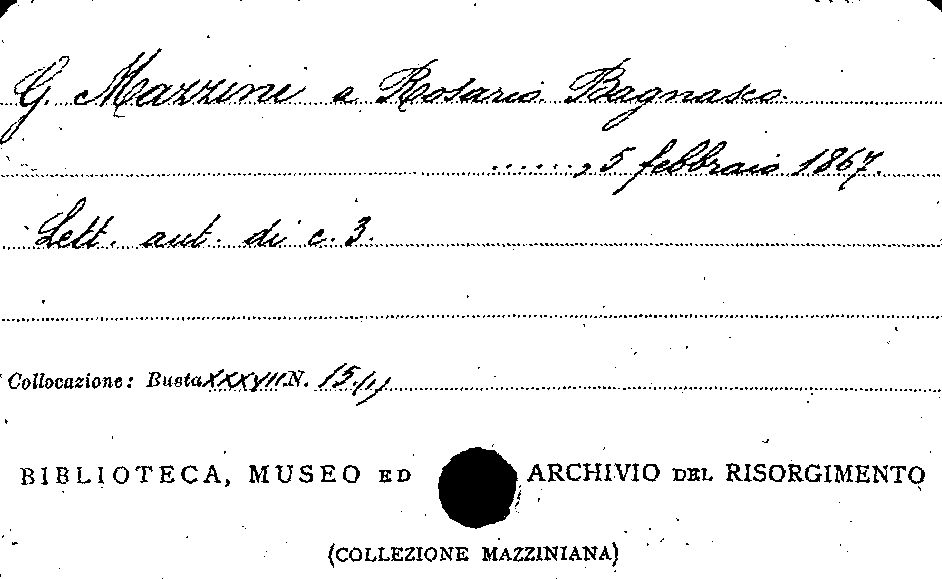 G. Mazzini a Rosario Bagnasco.
......, 5 febbraio 1867.
Lett. aut. di c. 3.
Collocazione: Busta XXXVII N. 15 (1)
BIBLIOTECA, MUSEO ED ARCHIVIO DEL RISORGIMENTO
(COLLEZIONE MAZZINIANA)